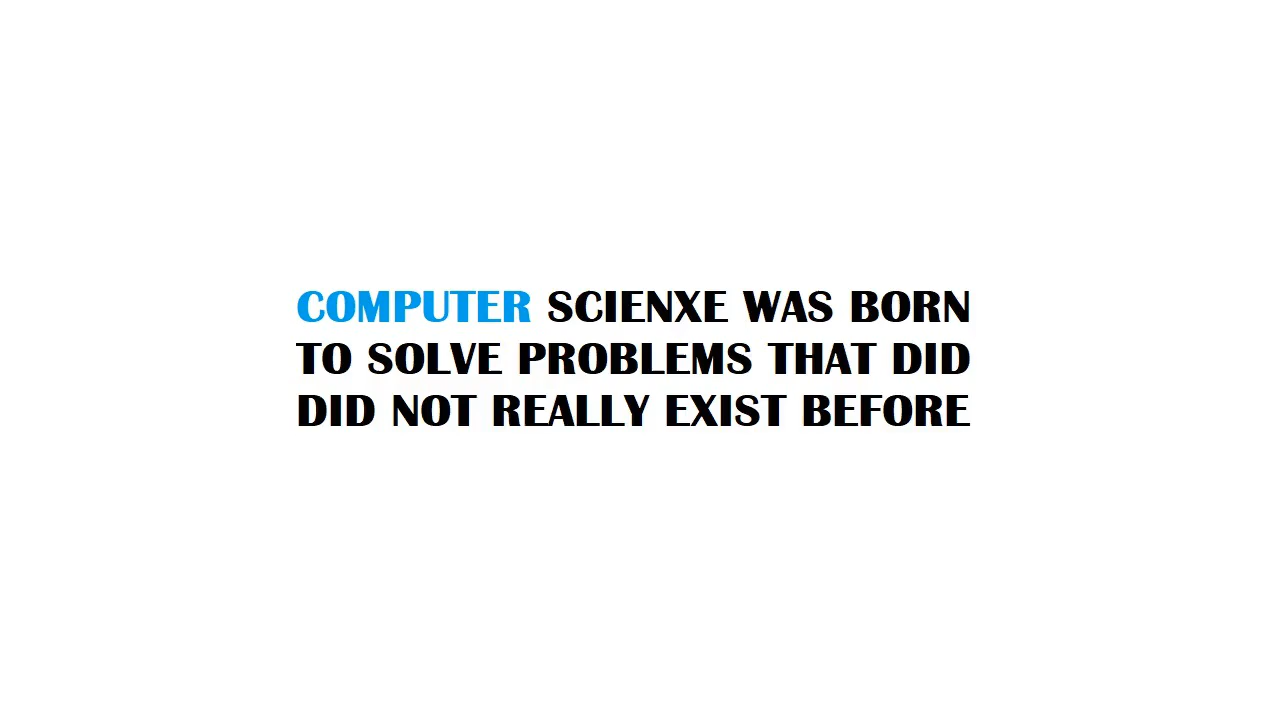 COMPUTER SCIENXE WAS BORN
TO SOLVE PROBLEMS THAT DID
DID NOT REALLY EXIST BEFORE